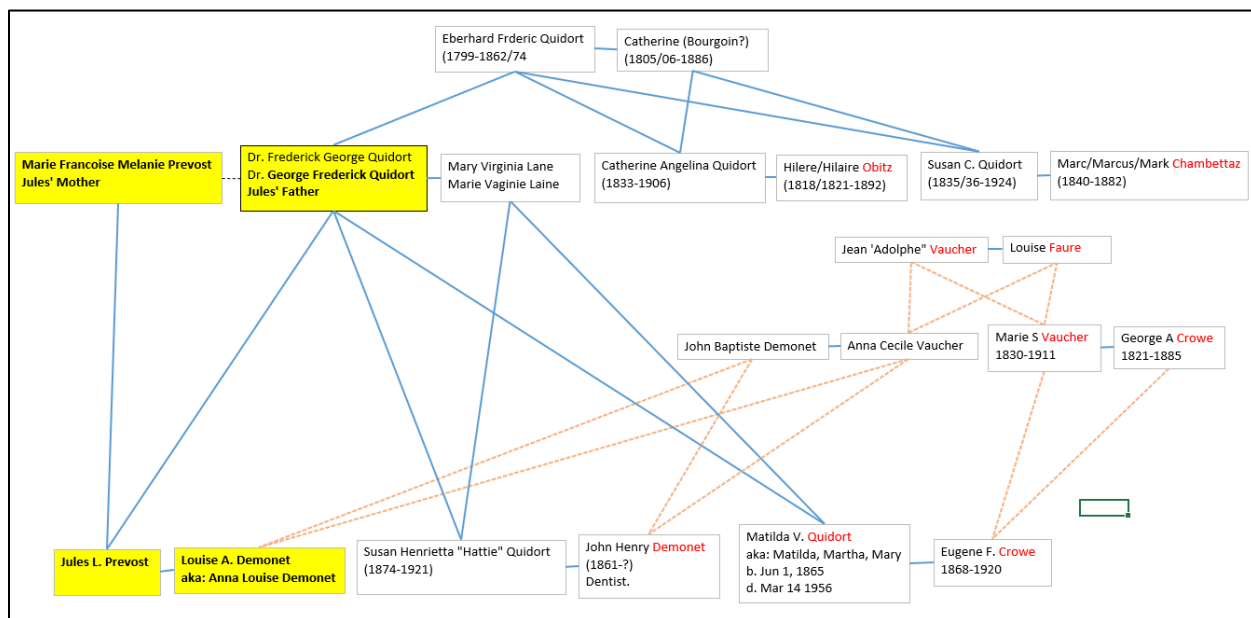 Eberhard Frderic Quidort
(1799-1862/74
Catherine (Bourgoin?)
(1805/06-1886)
Marie Francoise Melanie Prevost
Jules' Mother
Dr. Frederick George Quidort
Dr. George Frederick Quidort
Jules' Father
Mary Virginia Lane
Marie Vaginie Laine
Catherine Angelina Quidort
(1833-1906)
Hilere/Hilaire Obitz
(1818/1821-1892)
Susan C. Quidort
(1835/36-1924)
Marc/Marcus/Mark Chambettaz
(1840-1882)
Jean 'Adolphe" Vaucher
Louise Faure
John Baptiste Demonet
Anna Cecile Vaucher
Marie S Vaucher
1830-1911
George A Crowe
1821-1885
Jules L. Prevost
Louise A. Demonet
aka: Anna Louise Demonet
Susan Henrietta "Hattie" Quidort
(1874-1921)
John Henry Demonet
(1861-?)
Dentist.
Matilda V. Quidort
aka: Matilda, Martha, Mary
b. Jun 1, 1865
d. Mar 14 1956
Eugene F. Crowe
1868-1920